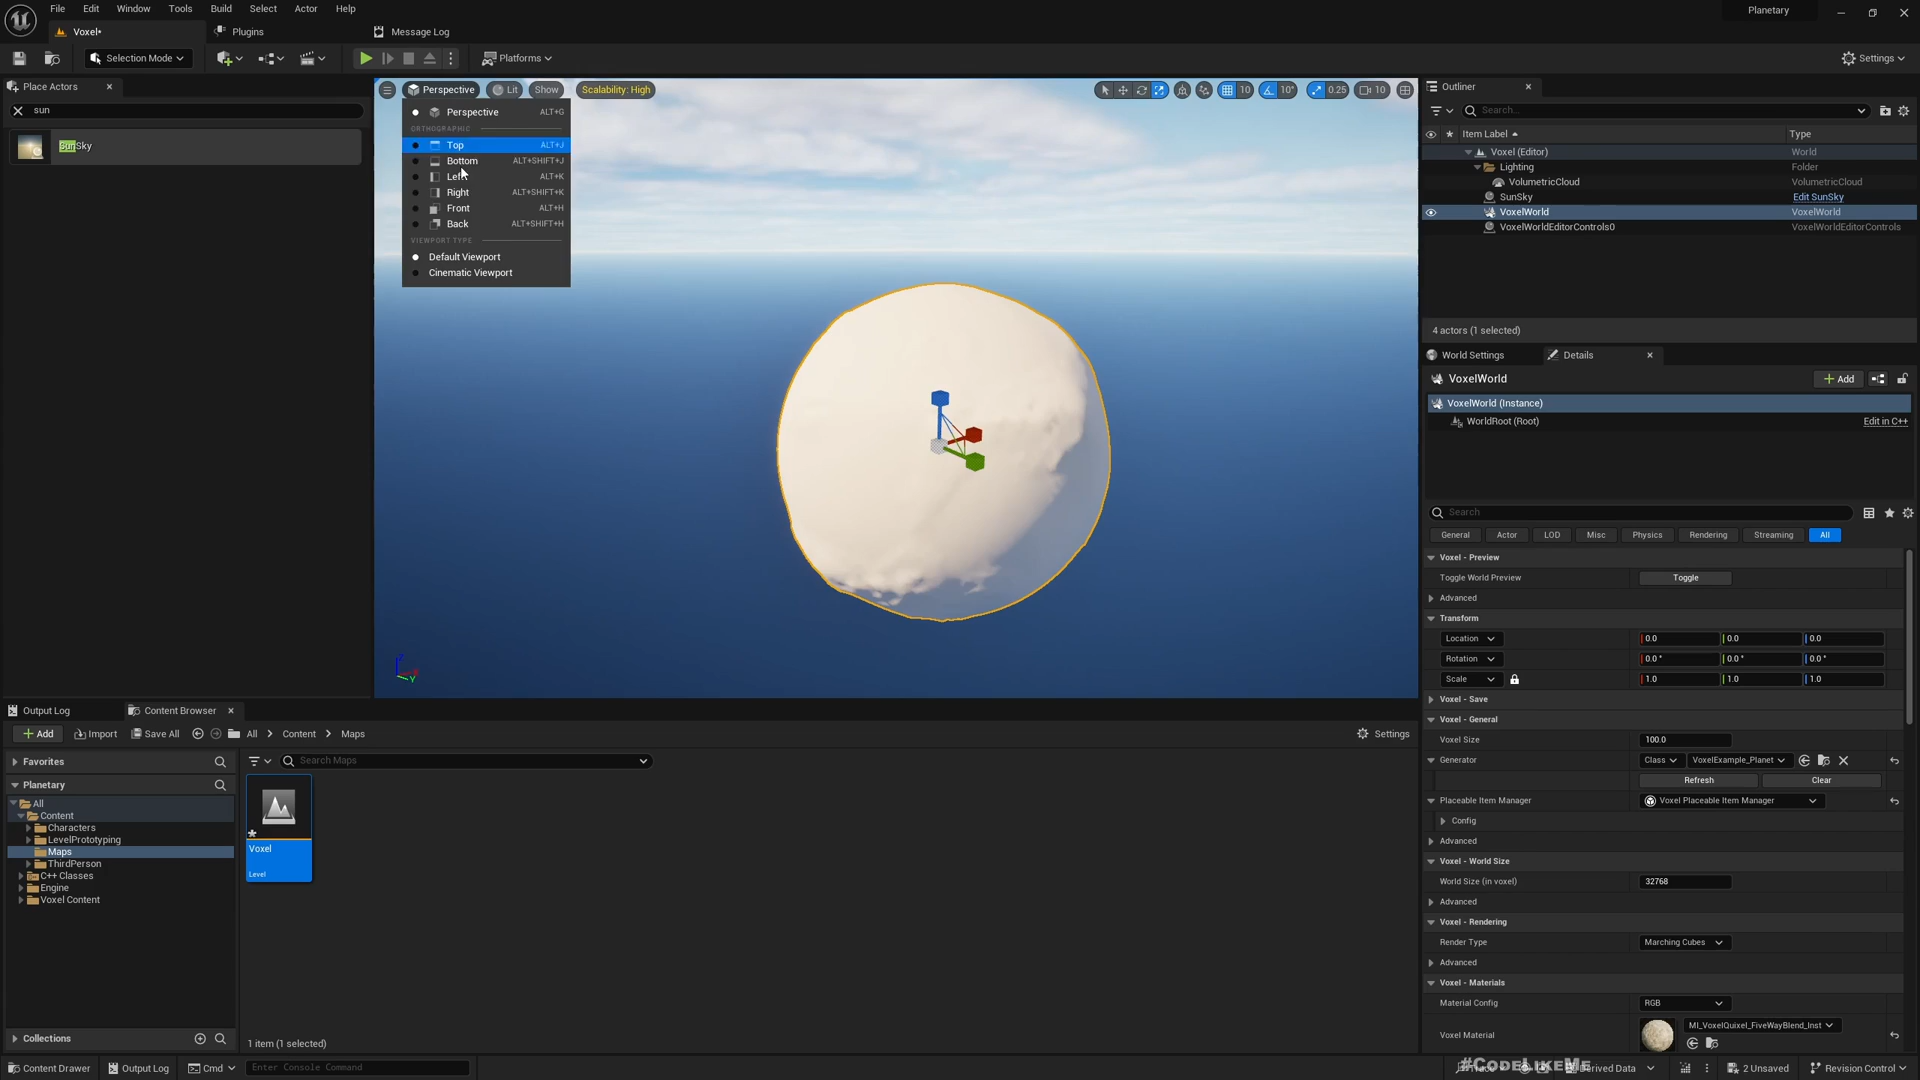 File Edit Window Tools Build Select Actor Help
Planetary
Voxel*
Plugins
Message Log
Selection Mode
Platforms
Settings
Place Actors
sun
SunSky
Perspective
Lit
Show
Scalability: High
10
10°
0.25
10
Perspective ALT+G
ORTHOGRAPHIC
Top ALT+J
Bottom ALT+SHIFT+J
Left ALT+K
Right ALT+SHIFT+K
Front ALT+H
Back ALT+SHIFT+H
VIEWPORT TYPE
Default Viewport
Cinematic Viewport
Z
Y
Outliner
Search...
Item Label Type
Voxel (Editor) World
Lighting Folder
VolumetricCloud VolumetricCloud
SunSky Edit SunSky
VoxelWorld VoxelWorld
VoxelWorldEditorControls0 VoxelWorldEditorControls
4 actors (1 selected)
World Settings
Details
VoxelWorld
Add
VoxelWorld (Instance)
WorldRoot (Root) Edit in C++
Search
General Actor LOD Misc Physics Rendering Streaming All
Voxel - Preview
Toggle World Preview Toggle
Advanced
Transform
Location 0.0 0.0 0.0
Rotation 0.0° 0.0° 0.0°
Scale 1.0 1.0 1.0
Voxel - Save
Voxel - General
Voxel Size 100.0
Generator Class VoxelExample_Planet
Refresh Clear
Placeable Item Manager Voxel Placeable Item Manager
Config
Advanced
Voxel - World Size
World Size (in voxel) 32768
Advanced
Voxel - Rendering
Render Type Marching Cubes
Advanced
Voxel - Materials
Material Config RGB
Voxel Material MI_VoxelQuixel_FiveWayBlend_Inst
Output Log
Content Browser
Add
Import
Save All
All
Content
Maps
Settings
Favorites
Search Maps
Planetary
All
Content
Characters
LevelPrototyping
Maps
ThirdPerson
C++ Classes
Engine
Voxel Content
Voxel
Level
Collections
1 item (1 selected)
Content Drawer
Output Log
Cmd
Enter Console Command
#CodeLikeMe
Derived Data
2 Unsaved
Revision Control